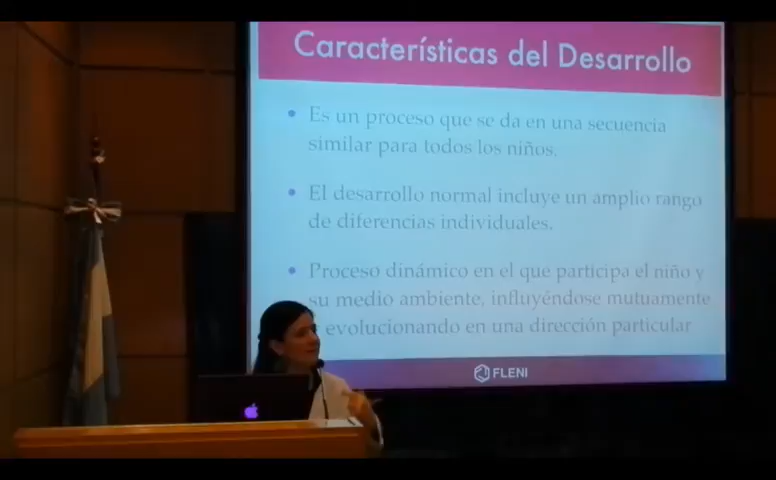 Características del Desarrollo
• Es un proceso que se da en una secuencia
similar para todos los niños.
• El desarrollo normal incluye un amplio rango
de diferencias individuales.
• Proceso dinámico en el que participa el niño y
su medio ambiente, influyéndose mutuamente
evolucionando en una dirección particular
FLENI